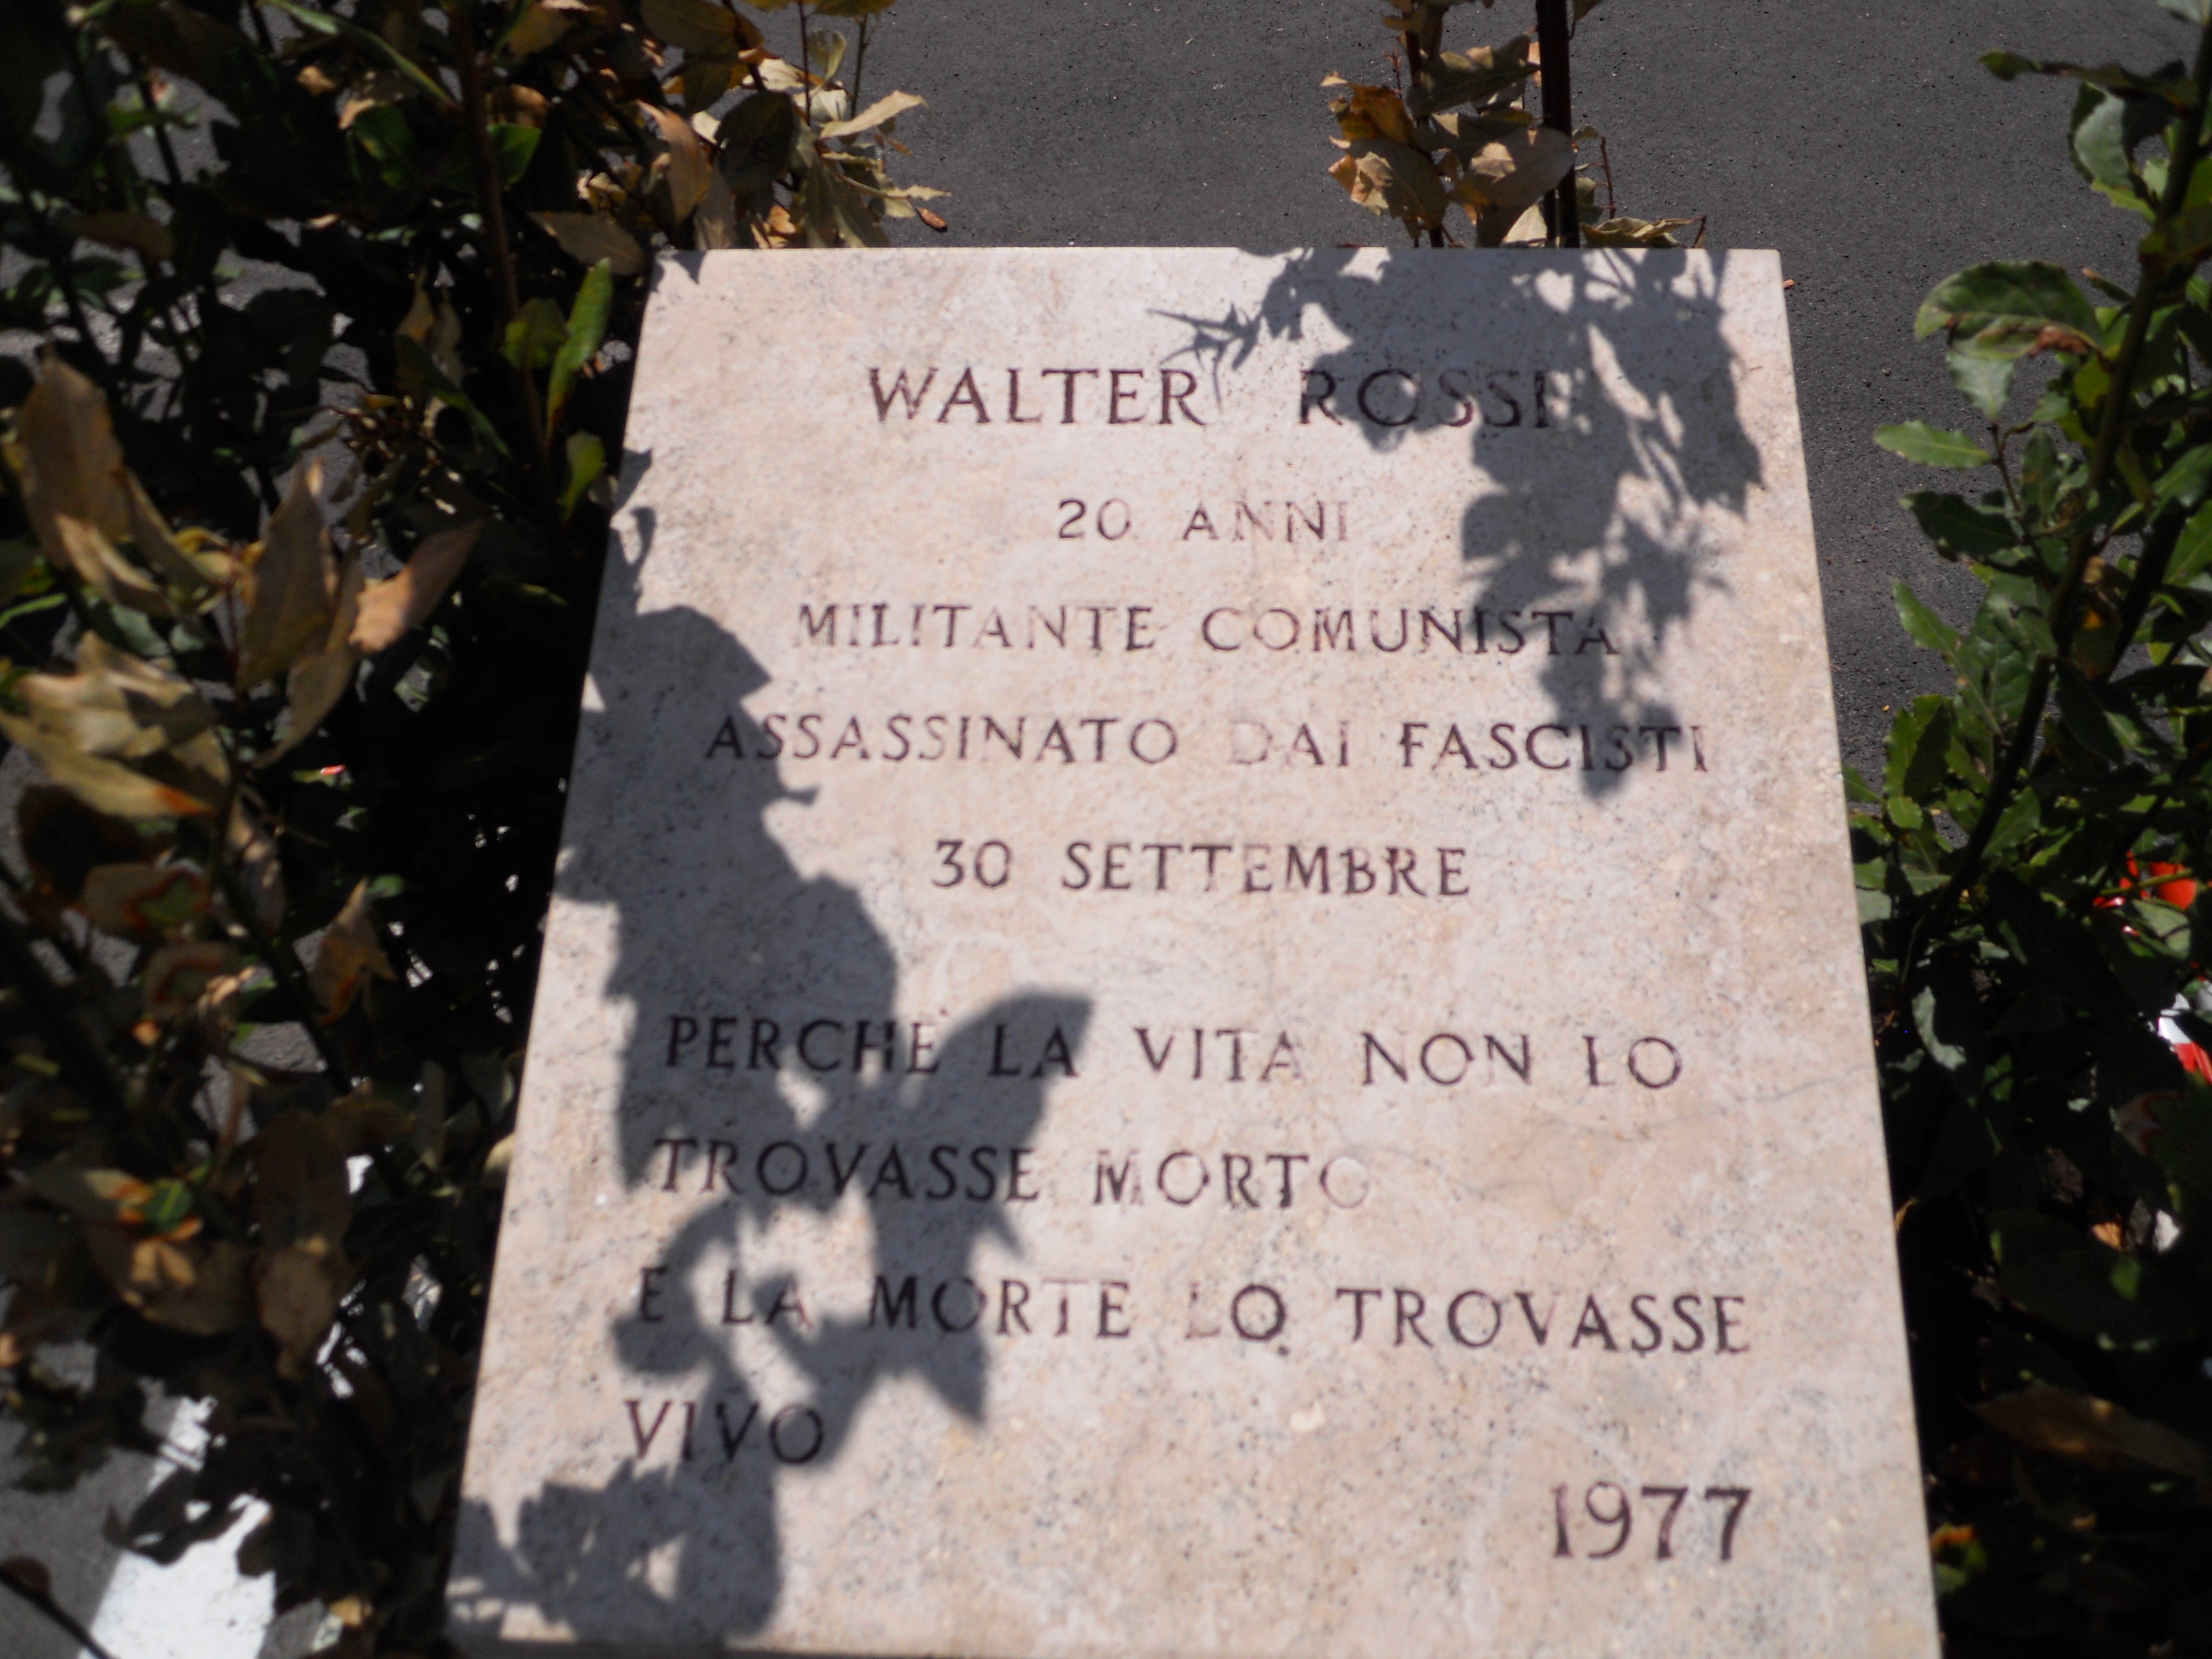 WALTER ROSSI
20 ANNI
MILITANTE COMUNISTA
ASSASSINATO DAI FASCISTI
30 SETTEMBRE
PERCHE' LA VITA NON LO
TROVASSE MORTO
E LA MORTE LO TROVASSE
VIVO
1977